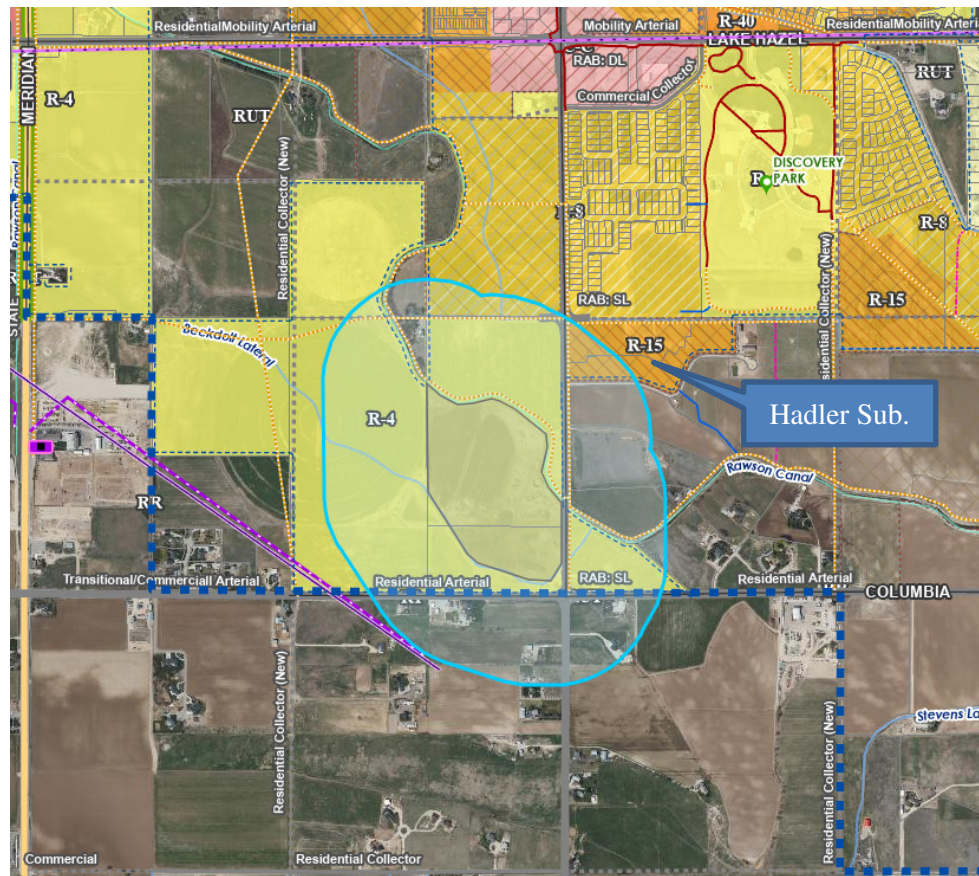 ResidentialMobility Arterial
Mobility Arterial
R-40
ResidentialMobility Arterial
LAKE HAZEL
RAB: DL
RUT
MERIDIAN
R-4
Commercial Collector
RUT
Residential Collector (New)
DISCOVERY
PARK
R-8
R-8
Residential Collector (New)
R-15
RAB: SL
Beckdoll Lateral
R-15
Hadler Sub.
R-4
Rawson Canal
RR
Transitional/Commercial Arterial
Residential Arterial
RAB: SL
Residential Arterial
COLUMBIA
Residential Collector (New)
Residential Collector (New)
Commercial
Residential Collector